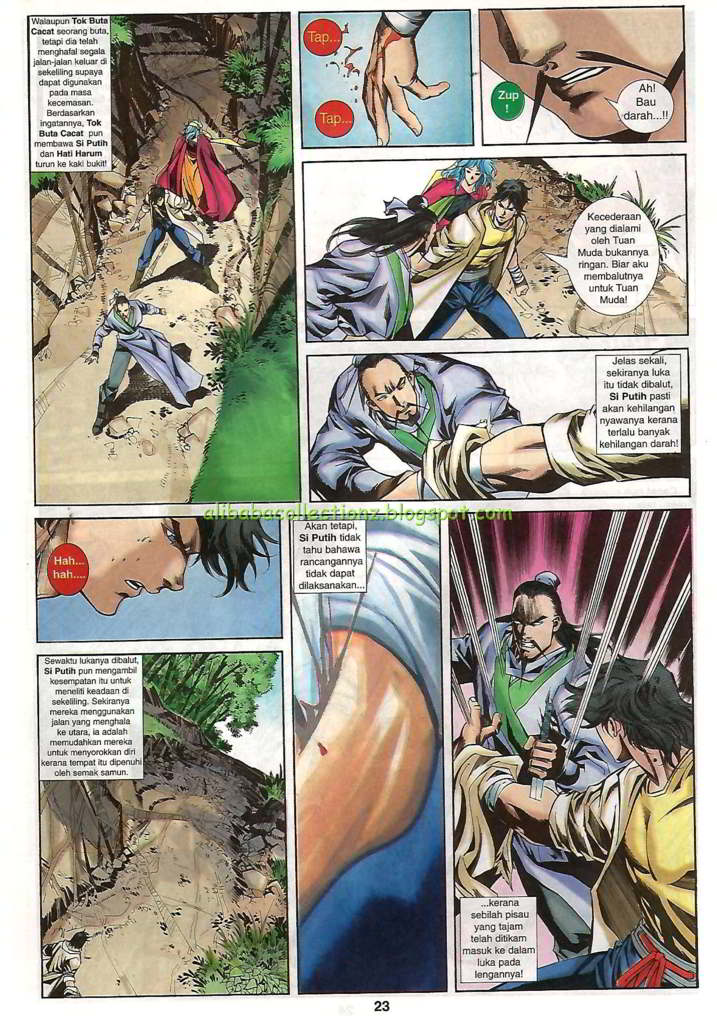 Walaupun Tok Buta
Cacat seorang buta,
tetapi dia telah
menghafal segala
jalan-jalan keluar di
sekeliling supaya
dapat digunakan
pada masa
kecemasan.
Berdasarkan
ingatannya, Tok
Buta Cacat pun
membawa Si Putih
dan Hati Harum
turun ke kaki bukit!
Tap...
Tap...
Zup
!
Ah!
Bau
darah...!!
Kecederaan
yang dialami
oleh Tuan
Muda bukannya
ringan. Biar aku
membalutnya
untuk Tuan
Muda!
Jelas sekali,
sekiranya luka
itu tidak dibalut,
Si Putih pasti
akan kehilangan
nyawanya kerana
terlalu banyak
kehilangan darah!
alibabacollectionz.blogspot.com
Hah...
hah....
Sewaktu lukanya dibalut,
Si Putih pun mengambil
kesempatan itu untuk
meneliti keadaan di
sekeliling. Sekiranya
mereka menggunakan
jalan yang menghala
ke utara, ia adalah
memudahkan mereka
untuk menyorokkan diri
kerana tempat itu dipenuhi
oleh semak samun.
Akan tetapi,
Si Putih tidak
tahu bahawa
rancangannya
tidak dapat
dilaksanakan...
...kerana
sebilah pisau
yang tajam
telah ditikam
masuk ke dalam
luka pada
lengannya!
23